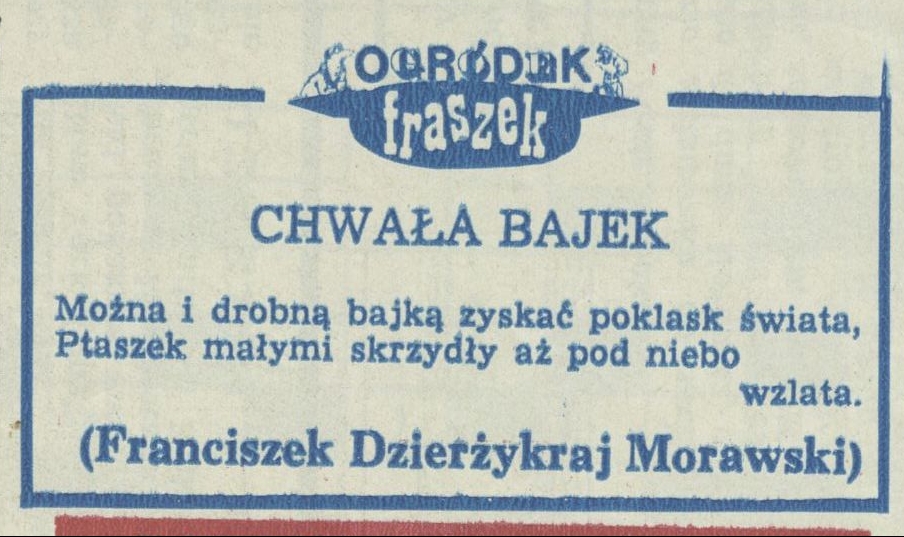 OGRÓDEK
fraszek
CHWAŁA BAJEK
Można i drobną bajką zyskać poklask świata,
Ptaszek małymi skrzydły aż pod niebo
wzlata.
(Franciszek Dzierżykraj Morawski)